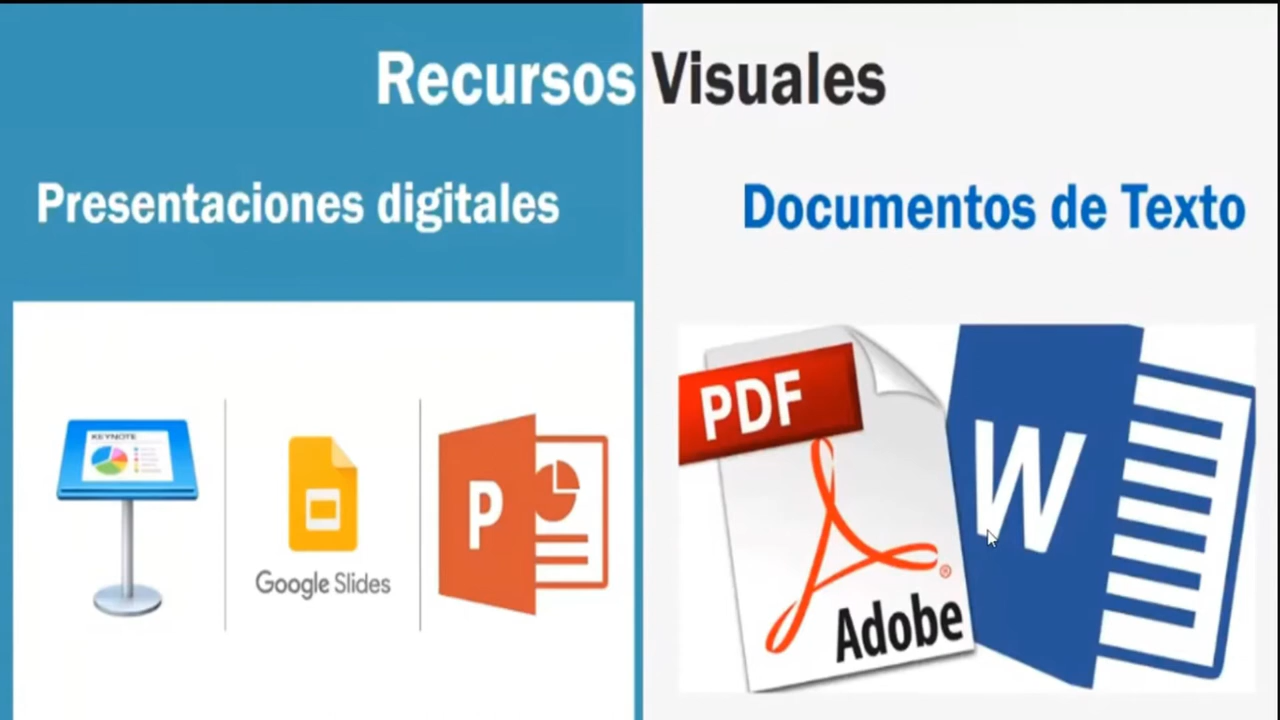 Recursos Visuales
Presentaciones digitales
Documentos de Texto
KEYNOTE
Google Slides
P
PDF
Adobe
W